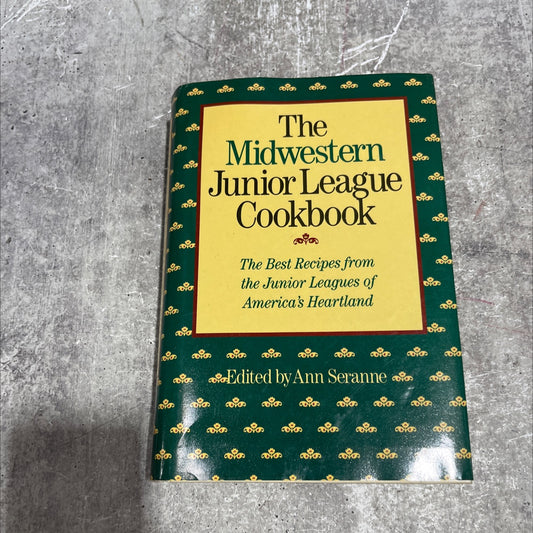 The
Midwestern
Junior League
Cookbook
The Best Recipes from
the Junior Leagues of
America's Heartland
Edited by Ann Seranne